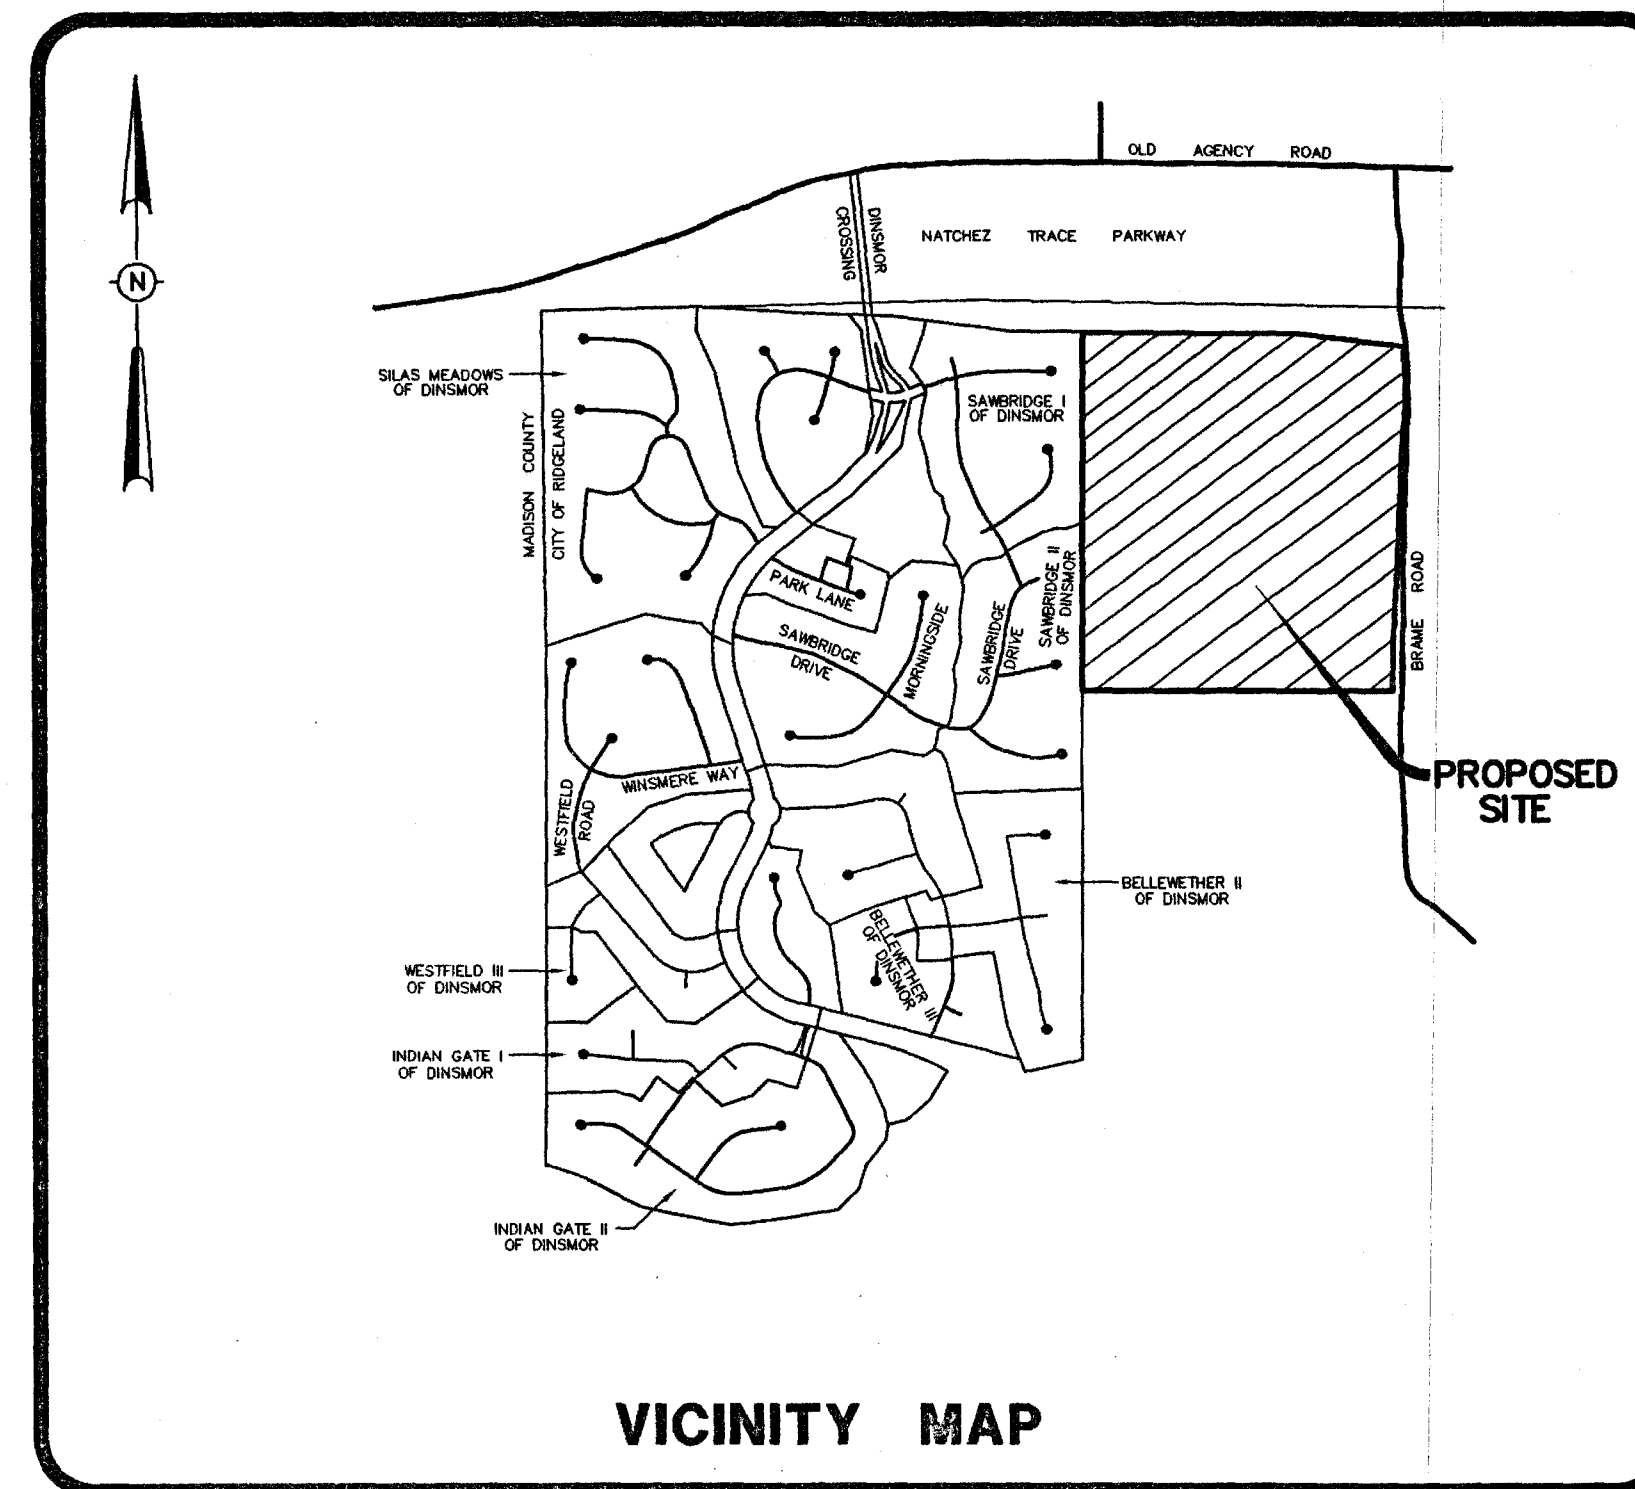 N
OLD AGENCY ROAD
DINSMOR
CROSSING
NATCHEZ TRACE PARKWAY
SILAS MEADOWS
OF DINSMOR
MADISON COUNTY
CITY OF RIDGELAND
SAWBRIDGE I
OF DINSMOR
SAWBRIDGE II
OF DINSMOR
PARK LANE
SAWBRIDGE
DRIVE
MORNINGSIDE
SAWBRIDGE
DRIVE
BRAME ROAD
WINSMERE WAY
WESTFIELD
ROAD
PROPOSED
SITE
BELLEWETHER II
OF DINSMOR
BELLEWETHER III
OF DINSMOR
WESTFIELD III
OF DINSMOR
INDIAN GATE I
OF DINSMOR
INDIAN GATE II
OF DINSMOR
VICINITY MAP